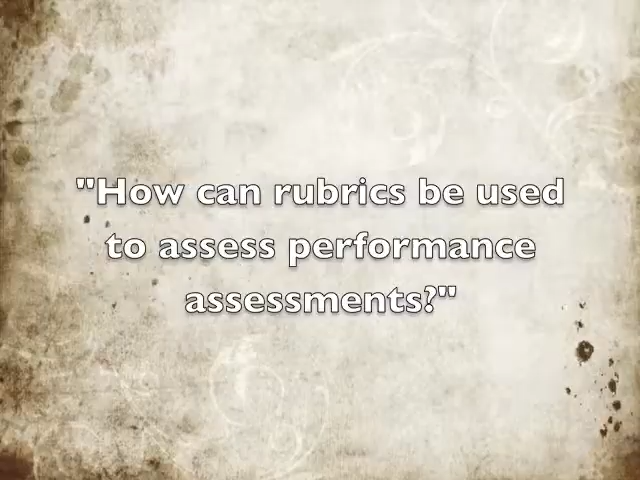 "How can rubrics be used
to assess performance
assessments?"